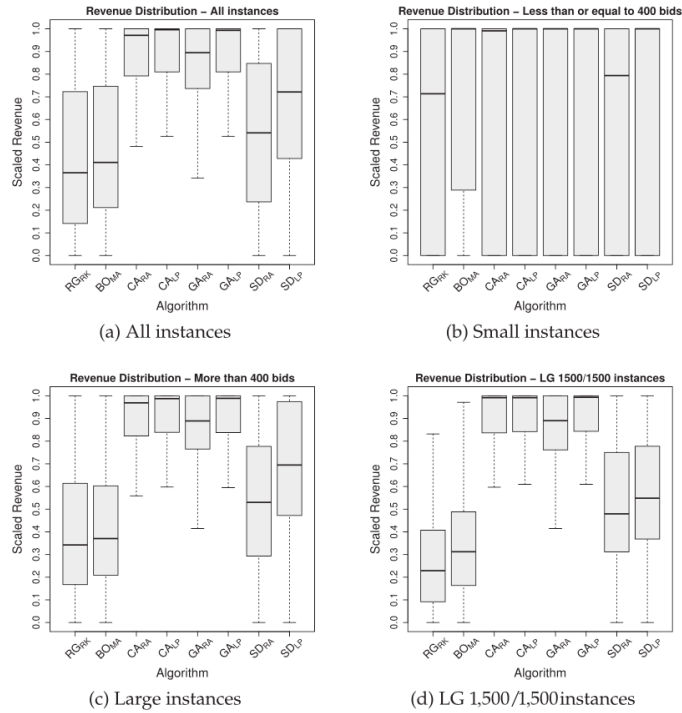 Revenue Distribution − All instances
Scaled Revenue
0.0 0.1 0.2 0.3 0.4 0.5 0.6 0.7 0.8 0.9 1.0
RGRK BOMA CARA CALP GARA GALP SDRA SDLP
Algorithm
(a) All instances
Revenue Distribution − Less than or equal to 400 bids
Scaled Revenue
0.0 0.1 0.2 0.3 0.4 0.5 0.6 0.7 0.8 0.9 1.0
RGRK BOMA CARA CALP GARA GALP SDRA SDLP
Algorithm
(b) Small instances
Revenue Distribution − More than 400 bids
Scaled Revenue
0.0 0.1 0.2 0.3 0.4 0.5 0.6 0.7 0.8 0.9 1.0
RGRK BOMA CARA CALP GARA GALP SDRA SDLP
Algorithm
(c) Large instances
Revenue Distribution − LG 1500/1500 instances
Scaled Revenue
0.0 0.1 0.2 0.3 0.4 0.5 0.6 0.7 0.8 0.9 1.0
RGRK BOMA CARA CALP GARA GALP SDRA SDLP
Algorithm
(d) LG 1,500/1,500instances